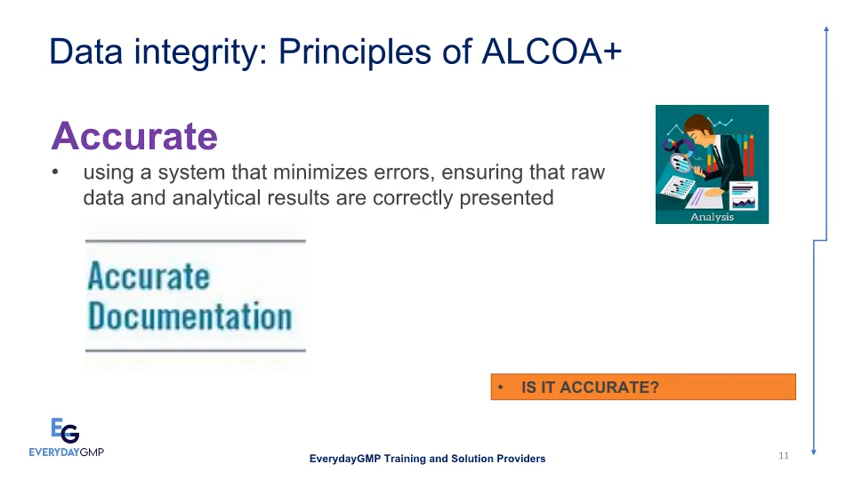 Data integrity: Principles of ALCOA+
Accurate
• using a system that minimizes errors, ensuring that raw
data and analytical results are correctly presented
Analysis
Accurate
Documentation
• IS IT ACCURATE?
EG
EVERYDAYGMP
EverydayGMP Training and Solution Providers
11